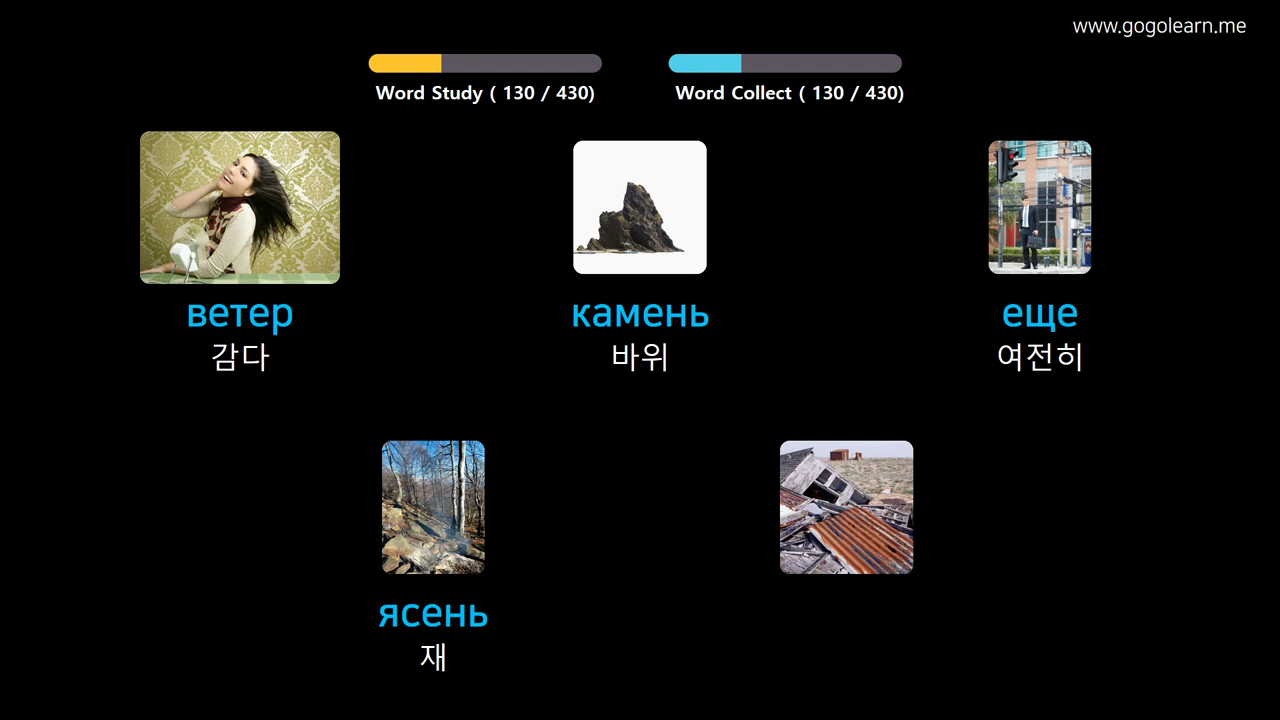 www.gogolearn.me
Word Study ( 130 / 430)
Word Collect ( 130 / 430)
ветер
감다
камень
바위
еще
여전히
ясень
재